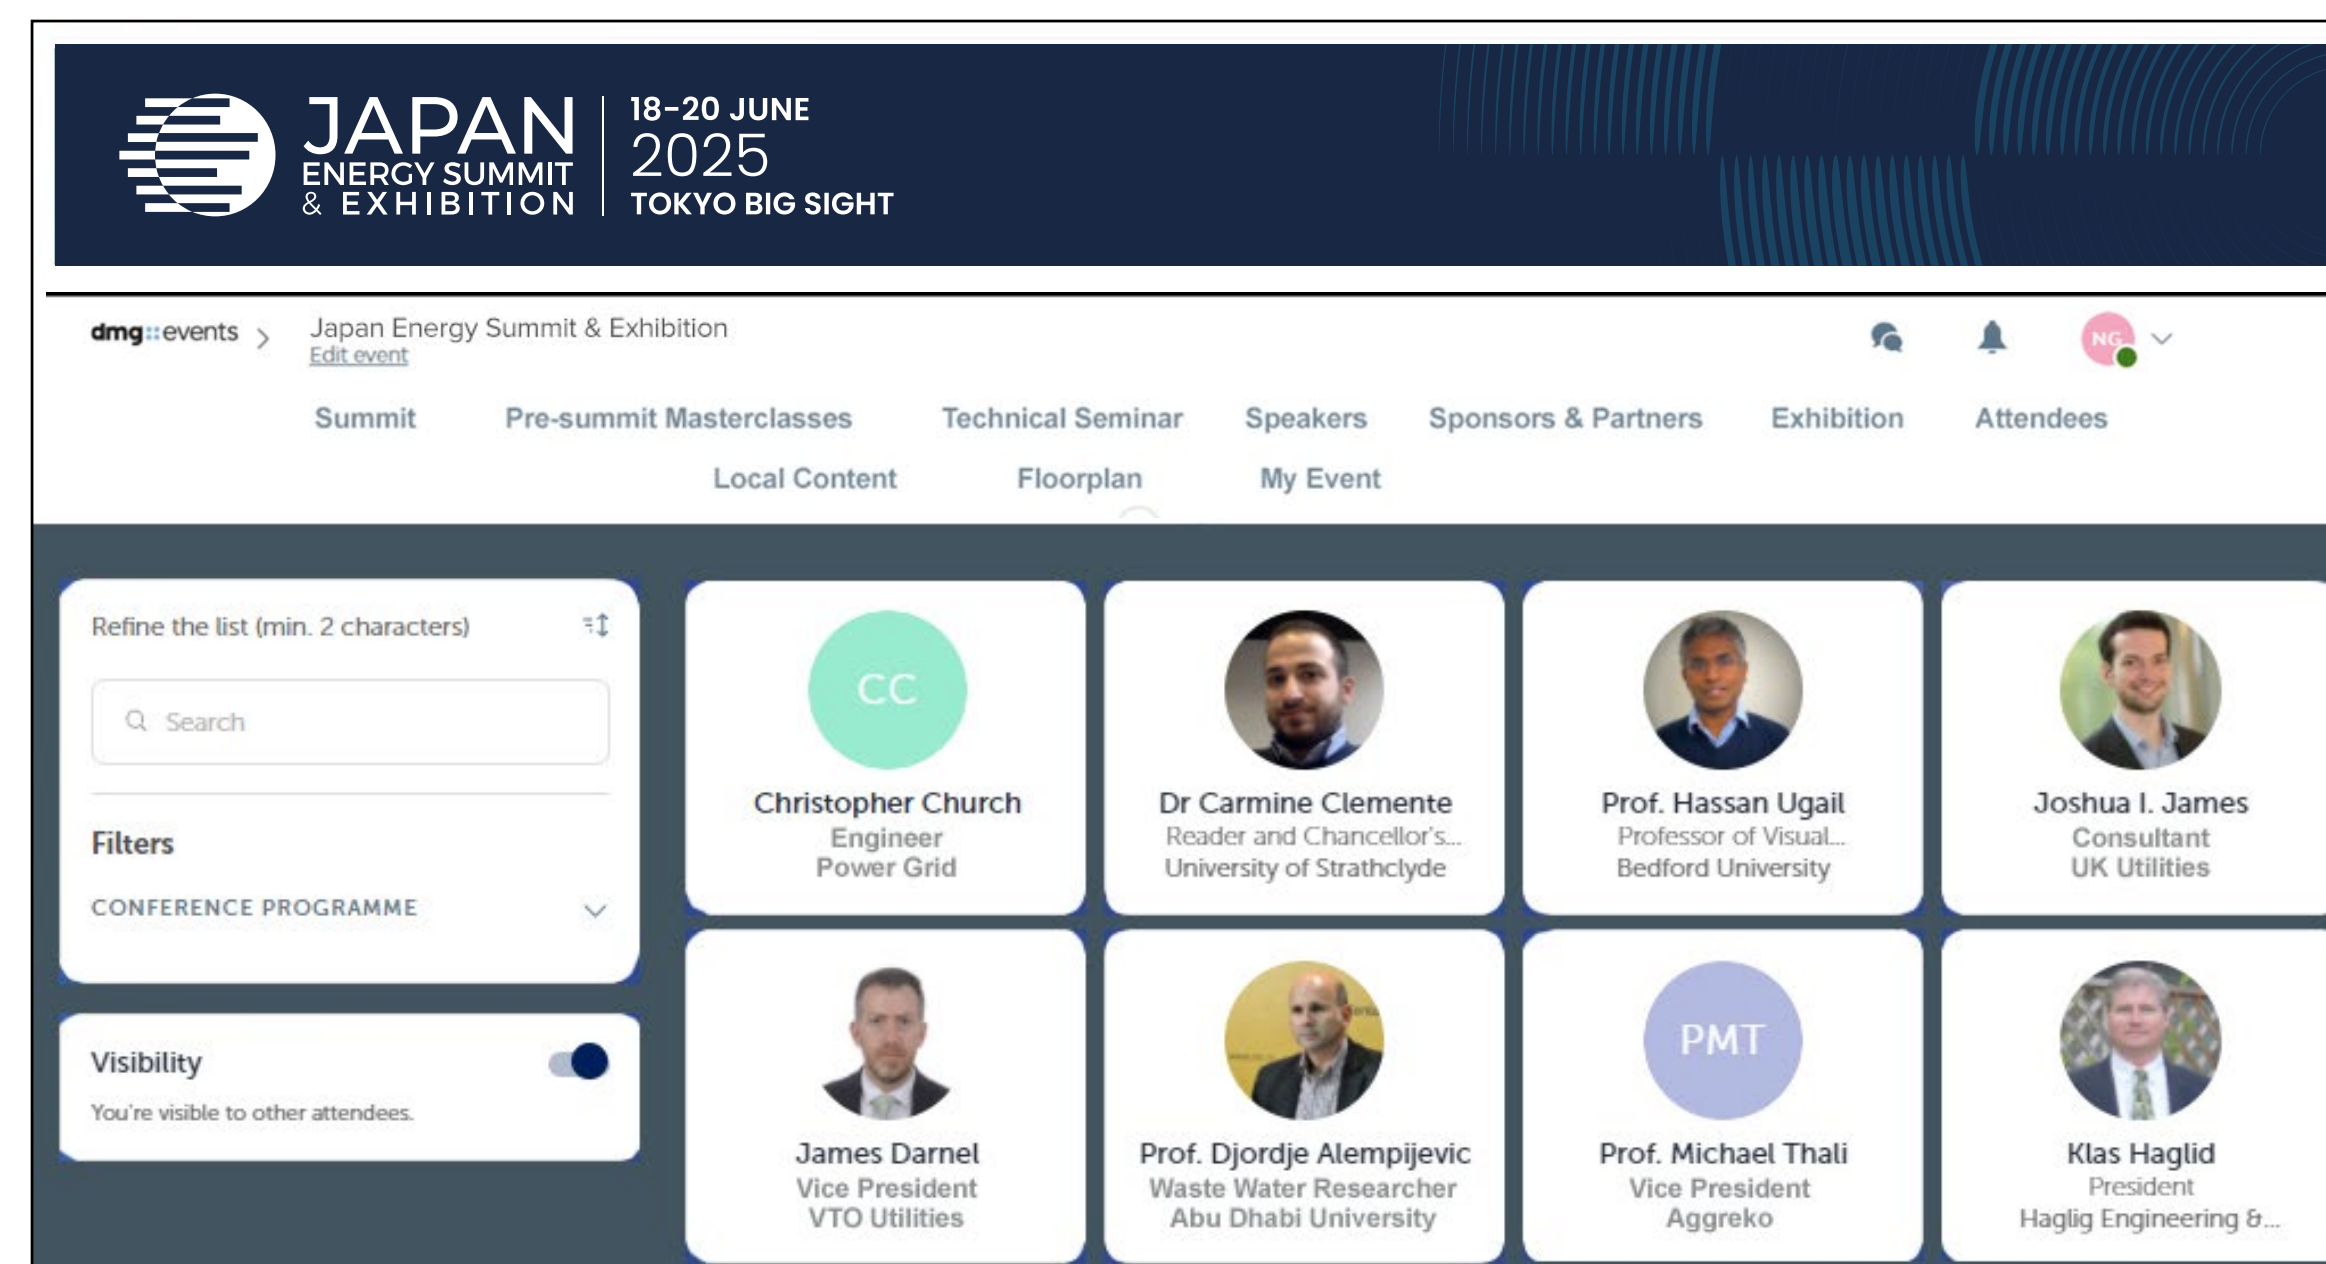 JAPAN
ENERGY SUMMIT
& EXHIBITION
18-20 JUNE
2025
TOKYO BIG SIGHT
dmg::events
Japan Energy Summit & Exhibition
Edit event
NG
Summit Pre-summit Masterclasses Technical Seminar Speakers Sponsors & Partners Exhibition Attendees
Local Content Floorplan My Event
Refine the list (min. 2 characters)
Search
Filters
CONFERENCE PROGRAMME
Visibility
You're visible to other attendees.
CC
Christopher Church
Engineer
Power Grid
Dr Carmine Clemente
Reader and Chancellor's...
University of Strathclyde
Prof. Hassan Ugail
Professor of Visual...
Bedford University
Joshua I. James
Consultant
UK Utilities
James Darnel
Vice President
VTO Utilities
Prof. Djordje Alempijevic
Waste Water Researcher
Abu Dhabi University
PMT
Prof. Michael Thali
Vice President
Aggreko
Klas Haglid
President
Haglig Engineering &...